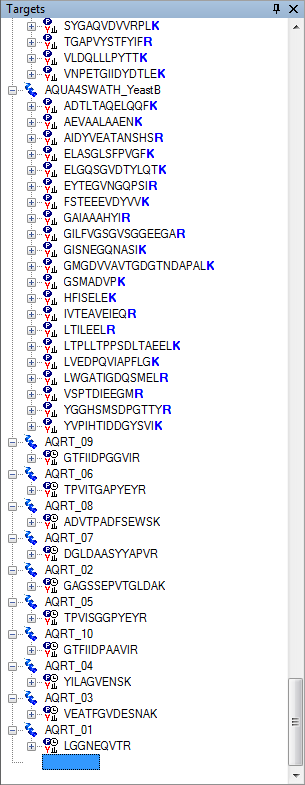 Targets
SYGAQVDVVRPLK
TGAPVYSTFYIFR
VLDQLLLPYTTK
VNPETGIIDYDTLEK
AQUA4SWATH_YeastB
ADTLTAQELQQFK
AEVAALAAENK
AIDYVEATANSHSR
ELASGLSFPVGFK
ELGQSGVDTYLQTK
EYTEGVNGQPSIR
FSTEEEVDYVVK
GAIAAAHYIR
GILFVGSGVSGGEEGAR
GISNEGQNASIK
GMGDVVAVTGDGTNDAPALK
GSMADVPK
HFISELEK
IVTEAVEIEQR
LTILEELR
LTPLLTPPSDLTAEELK
LVEDPQVIAPFLGK
LWGATIGDQSMELR
VSPTDIEEGMR
YGGHSMSDPGTTYR
YVPIHTIDDGYSVIK
AQRT_09
GTFIIDPGGVIR
AQRT_06
TPVITGAPYEYR
AQRT_08
ADVTPADFSEWSK
AQRT_07
DGLDAASYYAPVR
AQRT_02
GAGSSEPVTGLDAK
AQRT_05
TPVISGGPYEYR
AQRT_10
GTFIIDPAAVIR
AQRT_04
YILAGVENSK
AQRT_03
VEATFGVDESNAK
AQRT_01
LGGNEQVTR